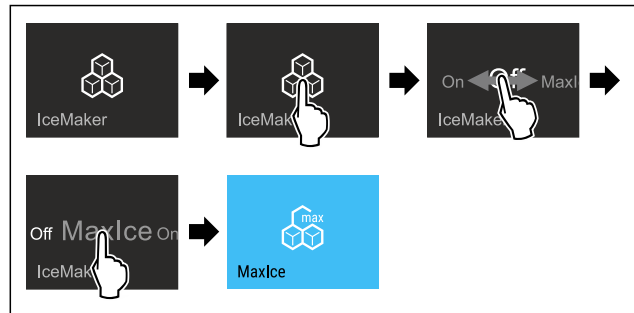 IceMaker
IceMak
On Off MaxI
IceMake
Off MaxIce On
IceMak
max
MaxIce